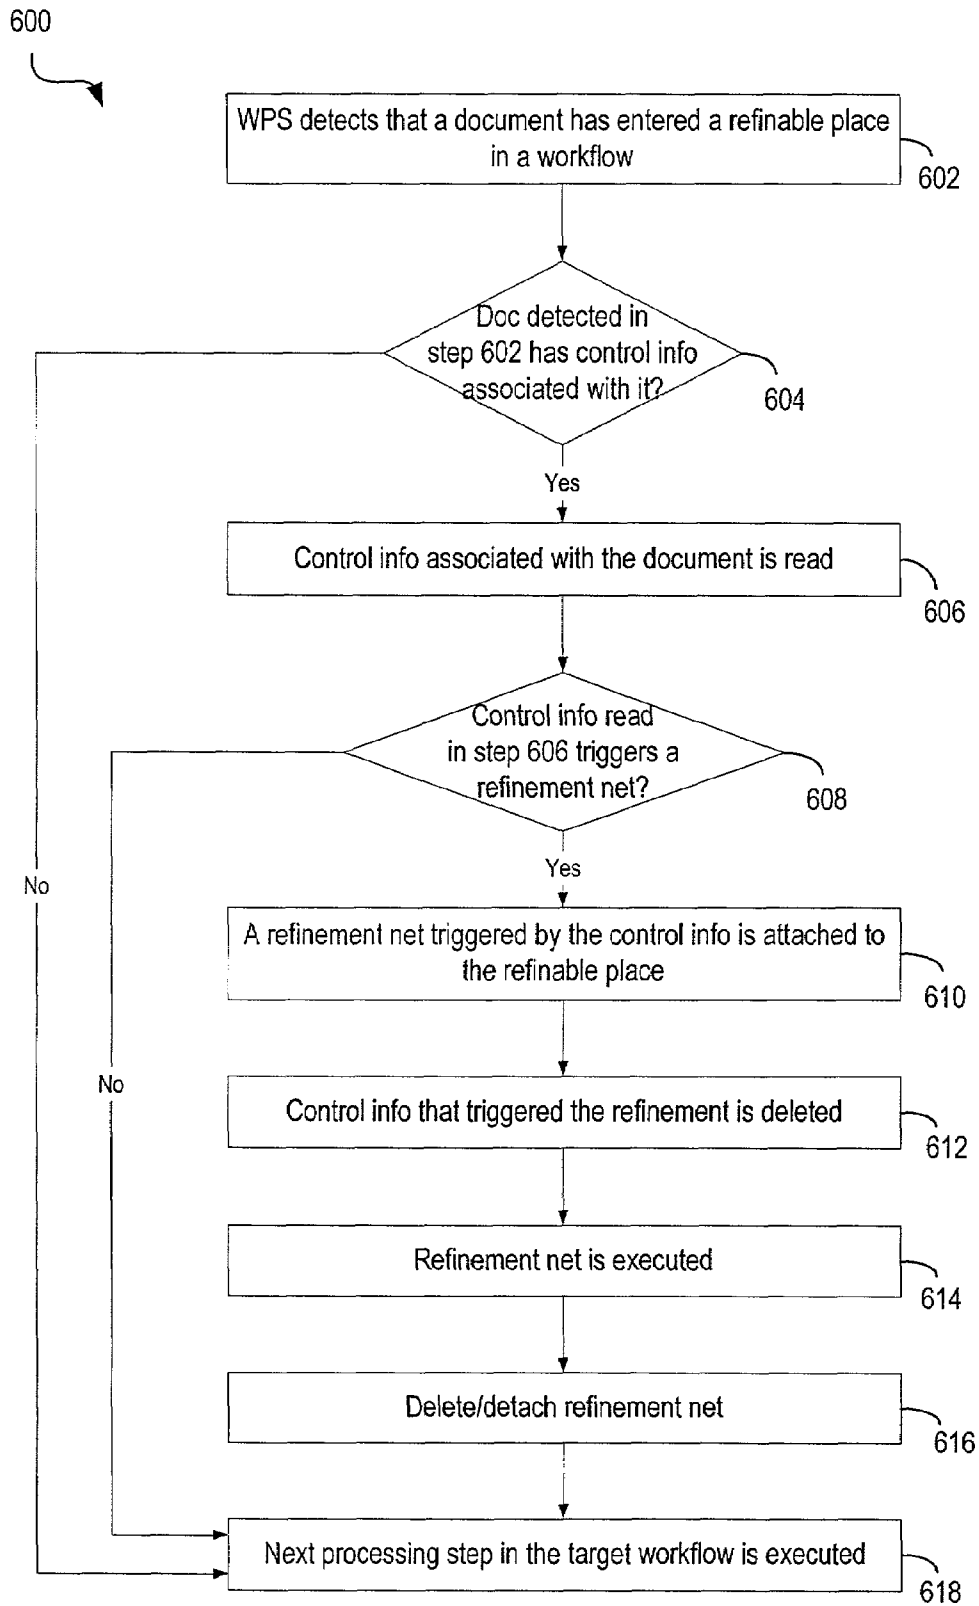 600
WPS detects that a document has entered a refinable place
in a workflow
602
Doc detected in
step 602 has control info
associated with it?
604
Yes
Control info associated with the document is read
606
Control info read
in step 606 triggers a
refinement net?
608
Yes
No
A refinement net triggered by the control info is attached to
the refinable place
610
No
Control info that triggered the refinement is deleted
612
Refinement net is executed
614
Delete/detach refinement net
616
Next processing step in the target workflow is executed
618